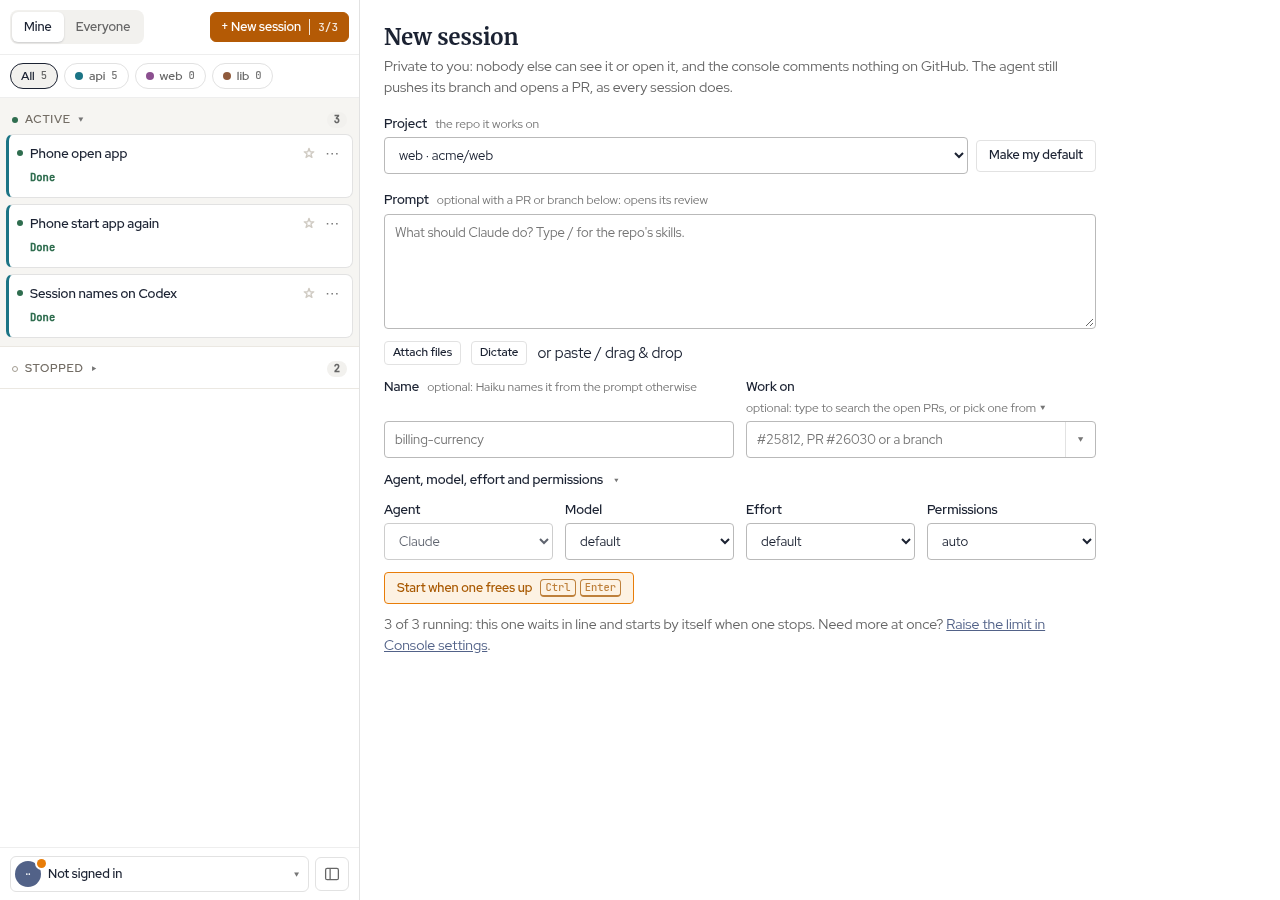 Mine
Everyone
+ New session
3/3
All 5
api 5
web 0
lib 0
ACTIVE
3
Phone open app
Done
Phone start app again
Done
Session names on Codex
Done
STOPPED
2
Not signed in
New session
Private to you: nobody else can see it or open it, and the console comments nothing on GitHub. The agent still
pushes its branch and opens a PR, as every session does.
Project the repo it works on
web · acme/web
Make my default
Prompt optional with a PR or branch below: opens its review
What should Claude do? Type / for the repo's skills.
Attach files
Dictate
or paste / drag & drop
Name optional: Haiku names it from the prompt otherwise
billing-currency
Work on
optional: type to search the open PRs, or pick one from ▾
#25812, PR #26030 or a branch
Agent, model, effort and permissions
Agent
Model
Effort
Permissions
Claude
default
default
auto
Start when one frees up Ctrl Enter
3 of 3 running: this one waits in line and starts by itself when one stops. Need more at once? Raise the limit in
Console settings.